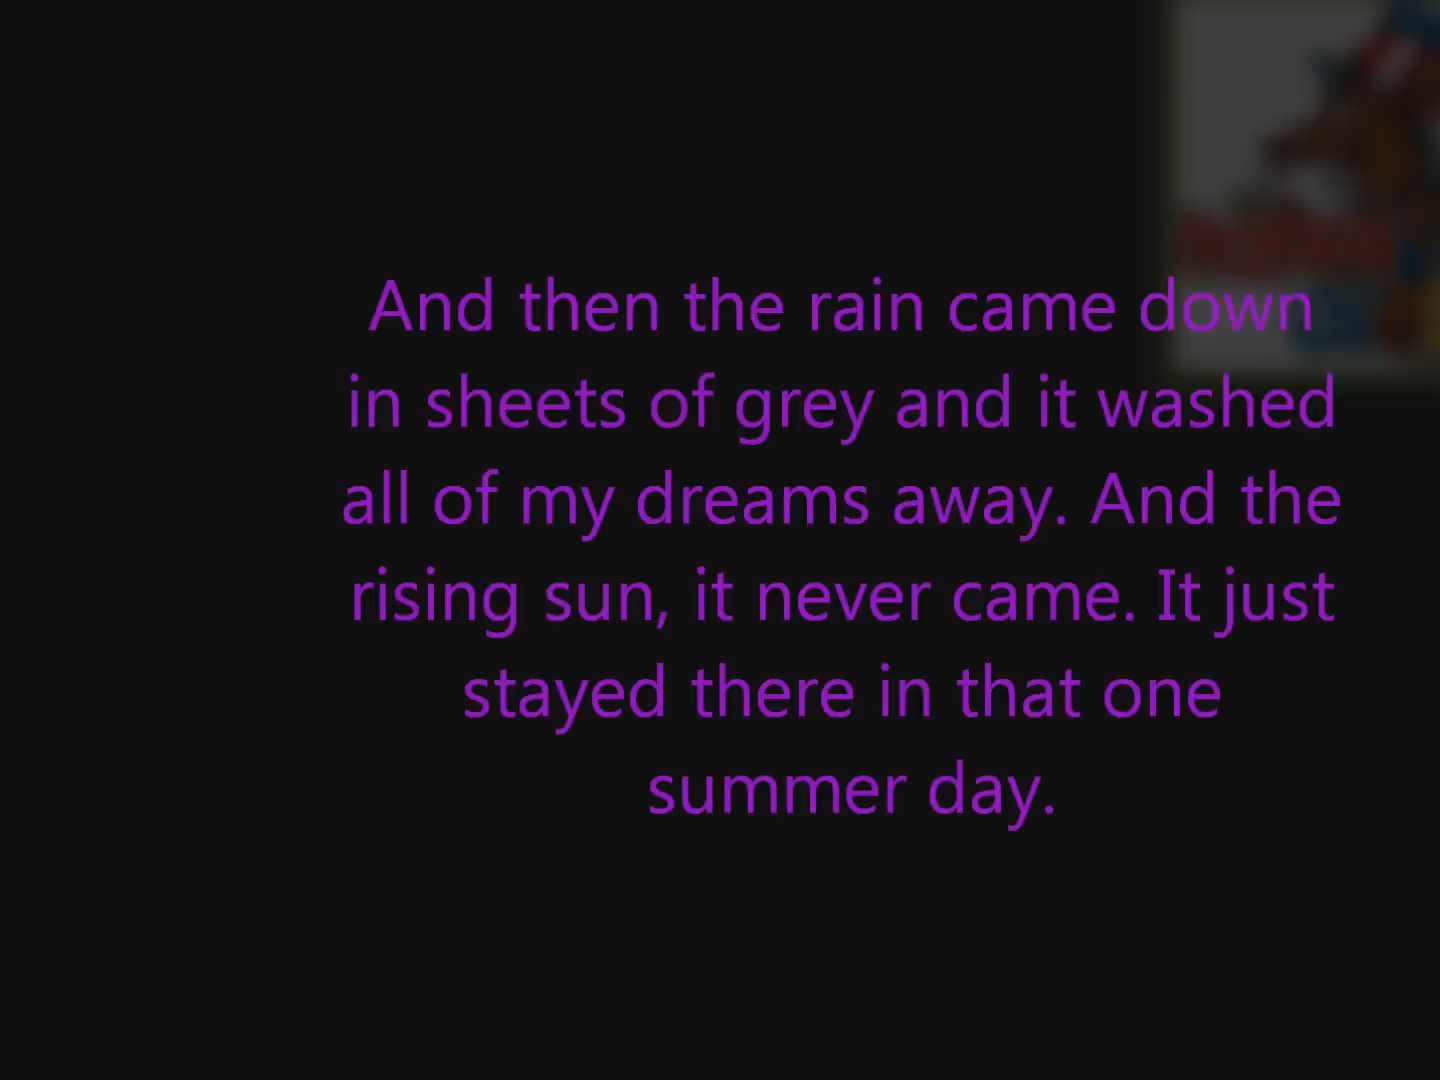 And then the rain came down
in sheets of grey and it washed
all of my dreams away. And the
rising sun, it never came. It just
stayed there in that one
summer day.